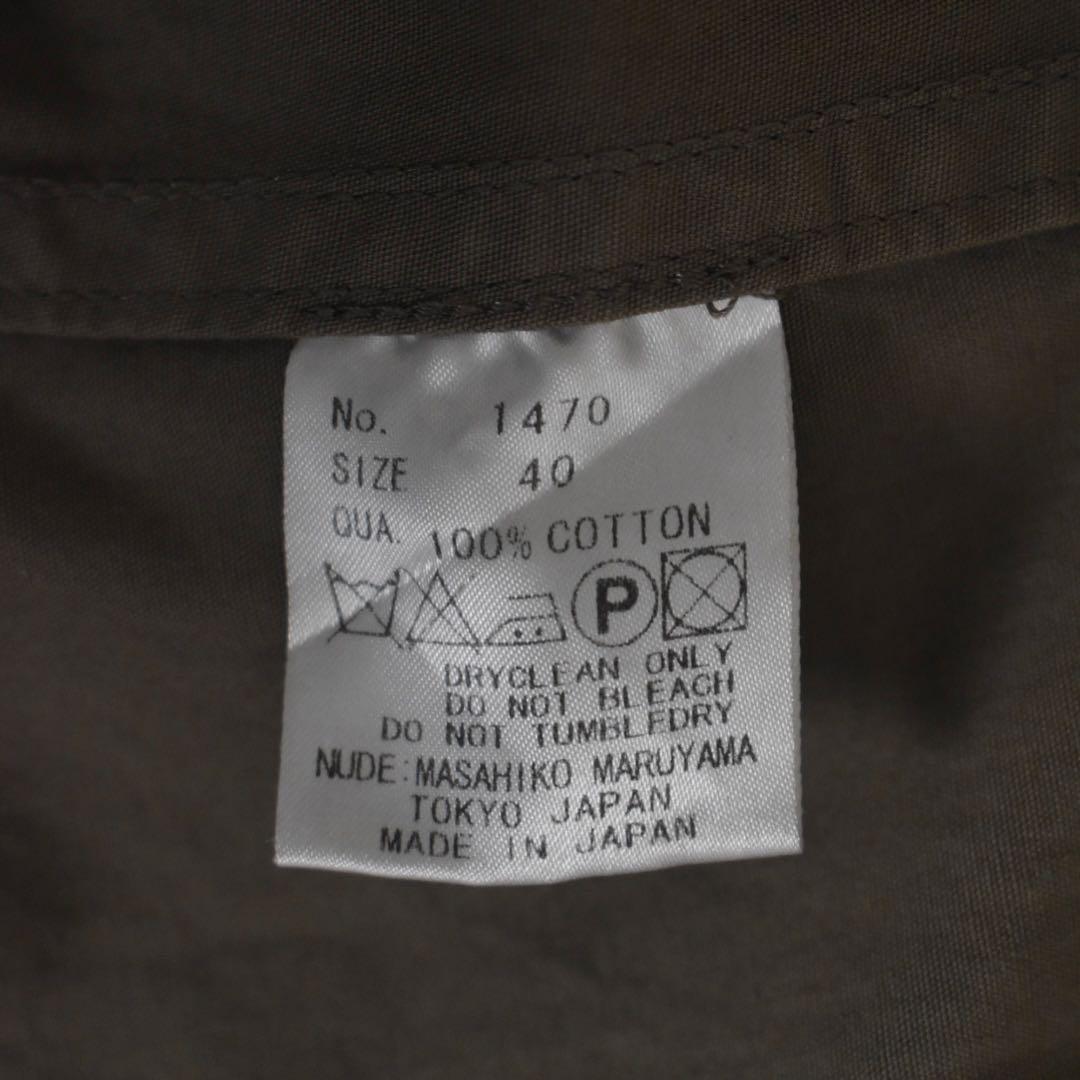 No. 1470
SIZE 40
QUA. 100% COTTON
P
DRYCLEAN ONLY
DO NOT BLEACH
DO NOT TUMBLEDRY
NUDE:MASAHIKO MARUYAMA
TOKYO JAPAN
MADE IN JAPAN